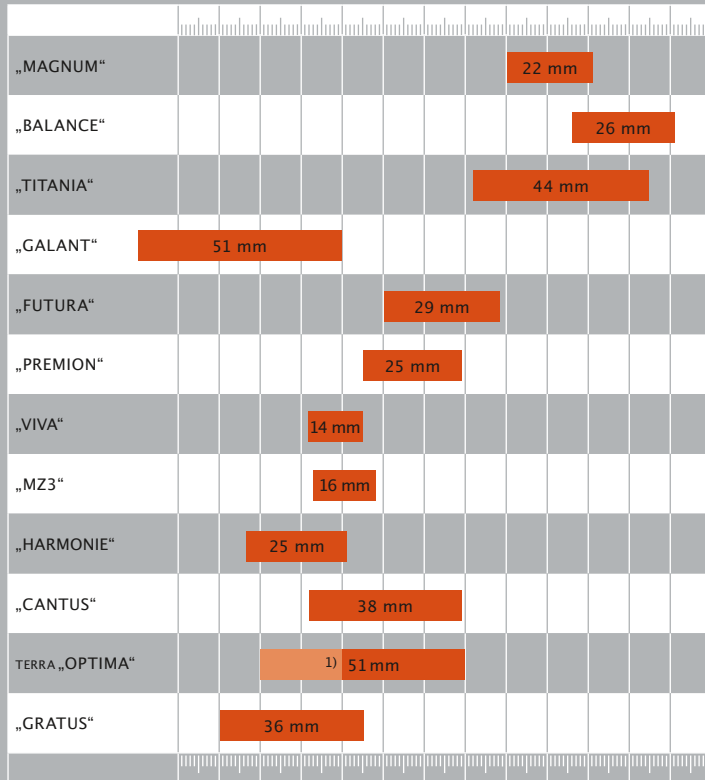 „MAGNUM“ 22 mm
„BALANCE“ 26 mm
„TITANIA“ 44 mm
„GALANT“ 51 mm
„FUTURA“ 29 mm
„PREMION“ 25 mm
„VIVA“ 14 mm
„MZ3“ 16 mm
„HARMONIE“ 25 mm
„CANTUS“ 38 mm
TERRA „OPTIMA“ 1) 51 mm
„GRATUS“ 36 mm